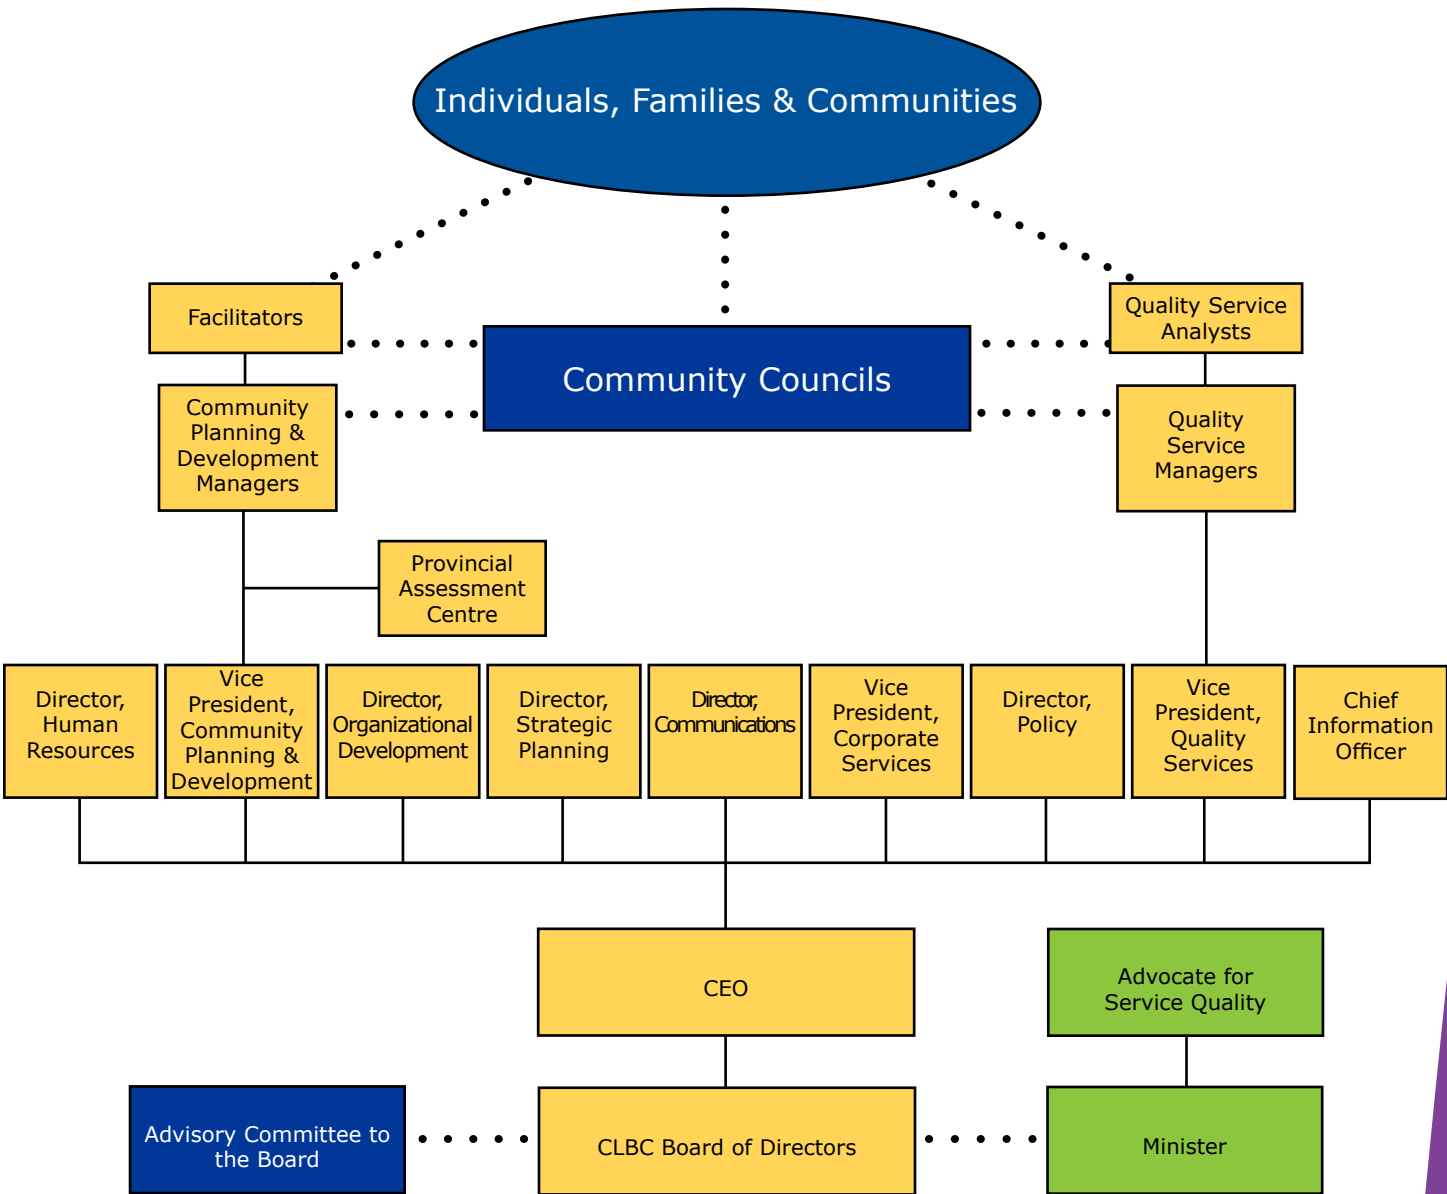 Individuals, Families & Communities
Facilitators
Quality Service
Analysts
Community Councils
Community
Planning &
Development
Managers
Quality
Service
Managers
Provincial
Assessment
Centre
Director,
Human
Resources
Vice
President,
Community
Planning &
Development
Director,
Organizational
Development
Director,
Strategic
Planning
Director,
Communications
Vice
President,
Corporate
Services
Director,
Policy
Vice
President,
Quality
Services
Chief
Information
Officer
CEO
Advocate for
Service Quality
Advisory Committee to
the Board
CLBC Board of Directors
Minister